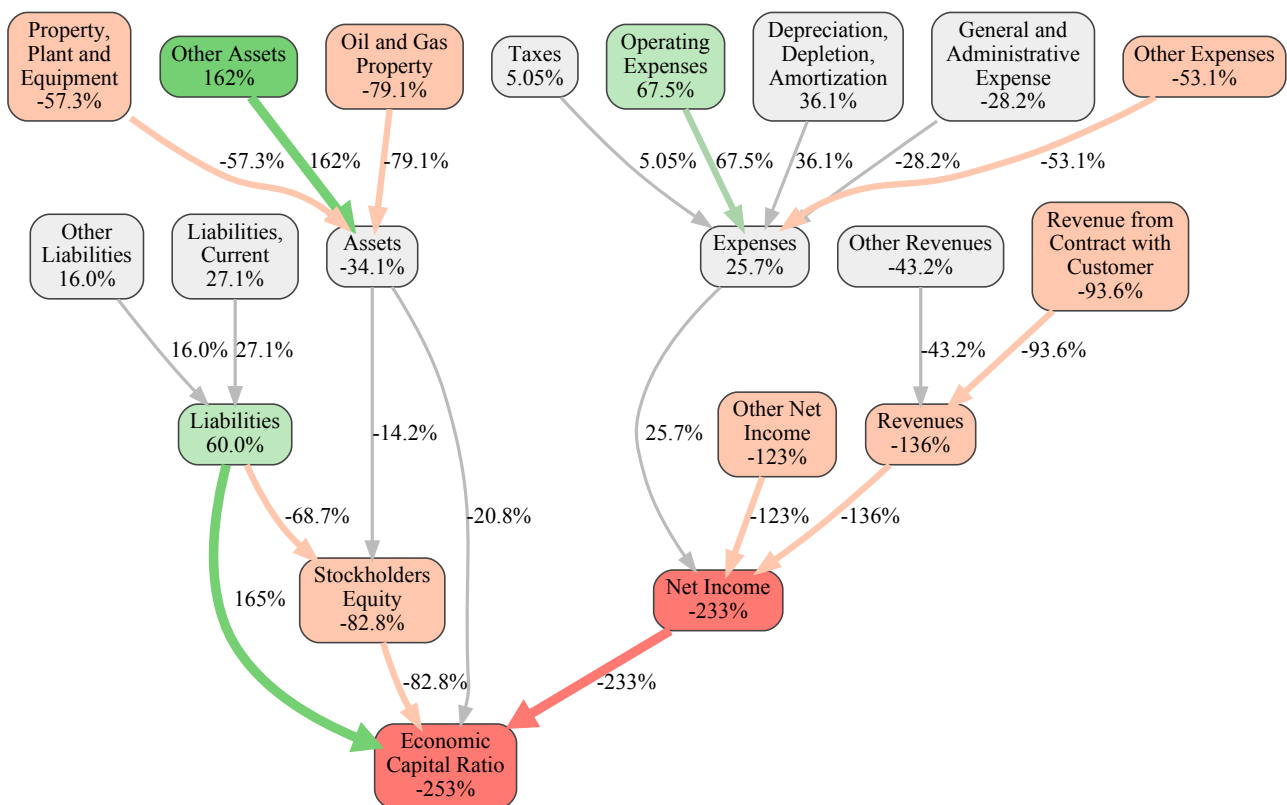 Property,
Plant and
Equipment
-57.3%
Other Assets
162%
Oil and Gas
Property
-79.1%
Taxes
5.05%
Operating
Expenses
67.5%
Depreciation,
Depletion,
Amortization
36.1%
General and
Administrative
Expense
-28.2%
Other Expenses
-53.1%
-57.3%
162%
-79.1%
5.05%
67.5%
36.1%
-28.2%
-53.1%
Other
Liabilities
16.0%
Liabilities,
Current
27.1%
Assets
-34.1%
Expenses
25.7%
Other Revenues
-43.2%
Revenue from
Contract with
Customer
-93.6%
16.0%
27.1%
-43.2%
-93.6%
Liabilities
60.0%
-14.2%
25.7%
Other Net
Income
-123%
Revenues
-136%
-68.7%
-20.8%
-123%
-136%
165%
Stockholders
Equity
-82.8%
Net Income
-233%
-82.8%
-233%
Economic
Capital Ratio
-253%